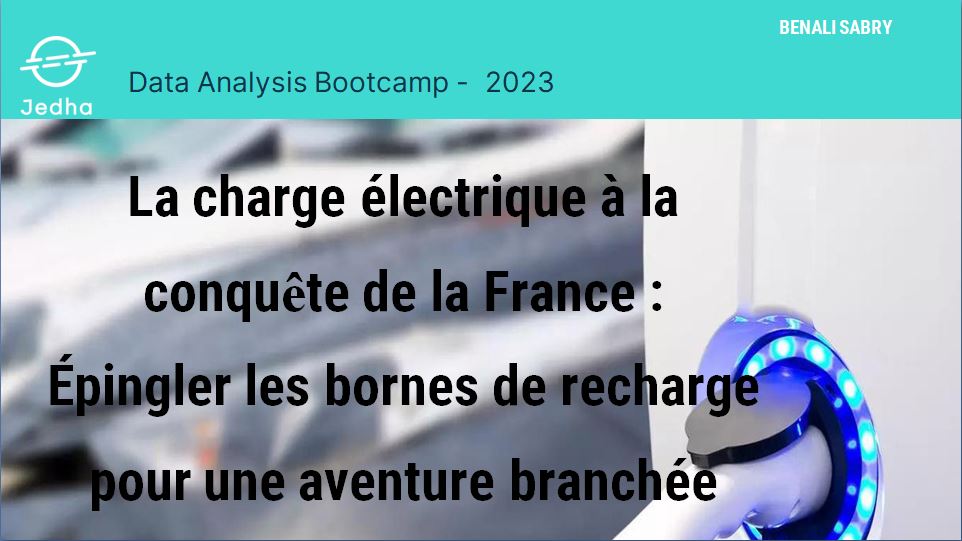 BENALI SABRY
Jedha
Data Analysis Bootcamp - 2023
La charge électrique à la
conquête de la France :
Épingler les bornes de recharge
pour une aventure branchée